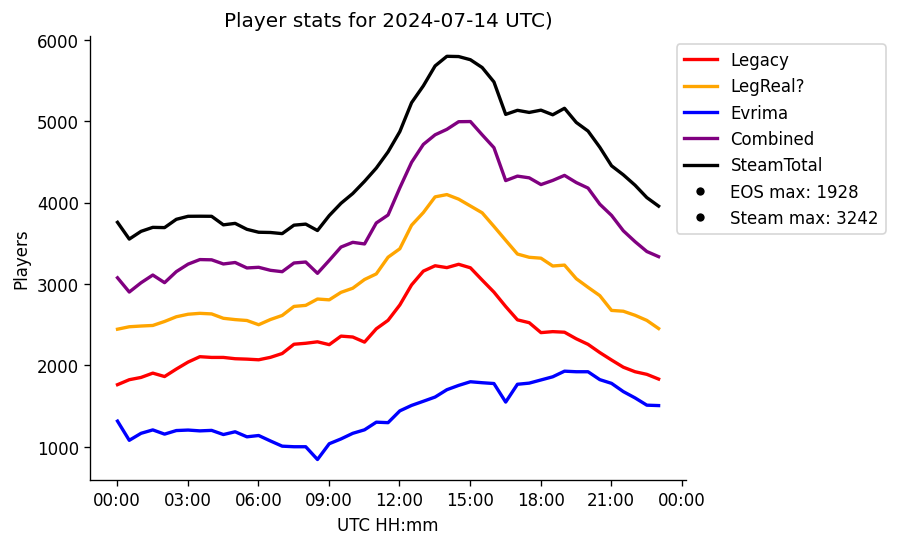 Player stats for 2024-07-14 UTC)
Players
6000
5000
4000
3000
2000
1000
00:00 03:00 06:00 09:00 12:00 15:00 18:00 21:00 00:00
UTC HH:mm
Legacy
LegReal?
Evrima
Combined
SteamTotal
EOS max: 1928
Steam max: 3242